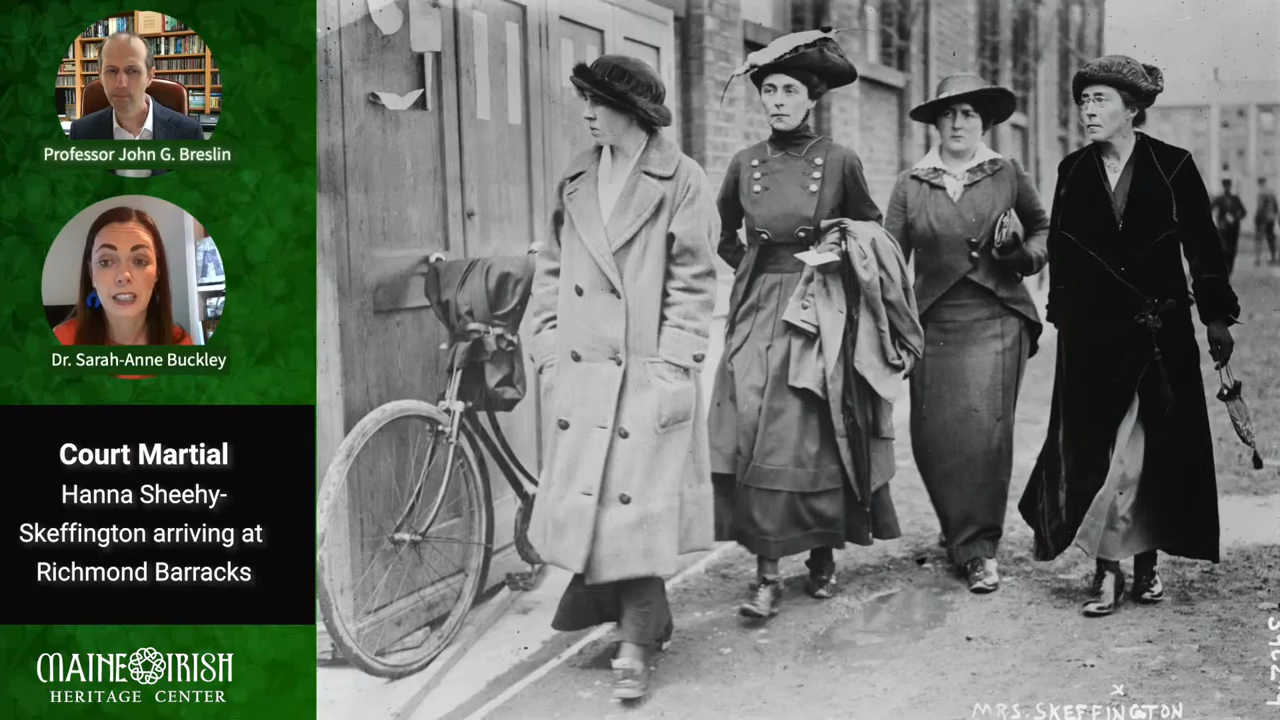 Professor John G. Breslin
Dr. Sarah-Anne Buckley
Court Martial
Hanna Sheehy-
Skeffington arriving at
Richmond Barracks
MAINE IRISH
HERITAGE CENTER
x
MRS. SKEFFINGTON